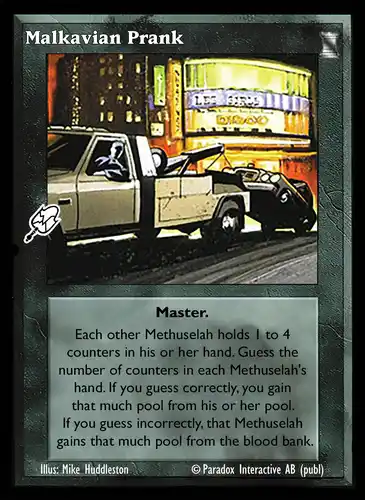 Malkavian Prank
Master.
Each other Methuselah holds 1 to 4
counters in his or her hand. Guess the
number of counters in each Methuselah's
hand. If you guess correctly, you gain
that much pool from his or her pool.
If you guess incorrectly, that Methuselah
gains that much pool from the blood bank.
Illus: Mike Huddleston
© Paradox Interactive AB (publ)